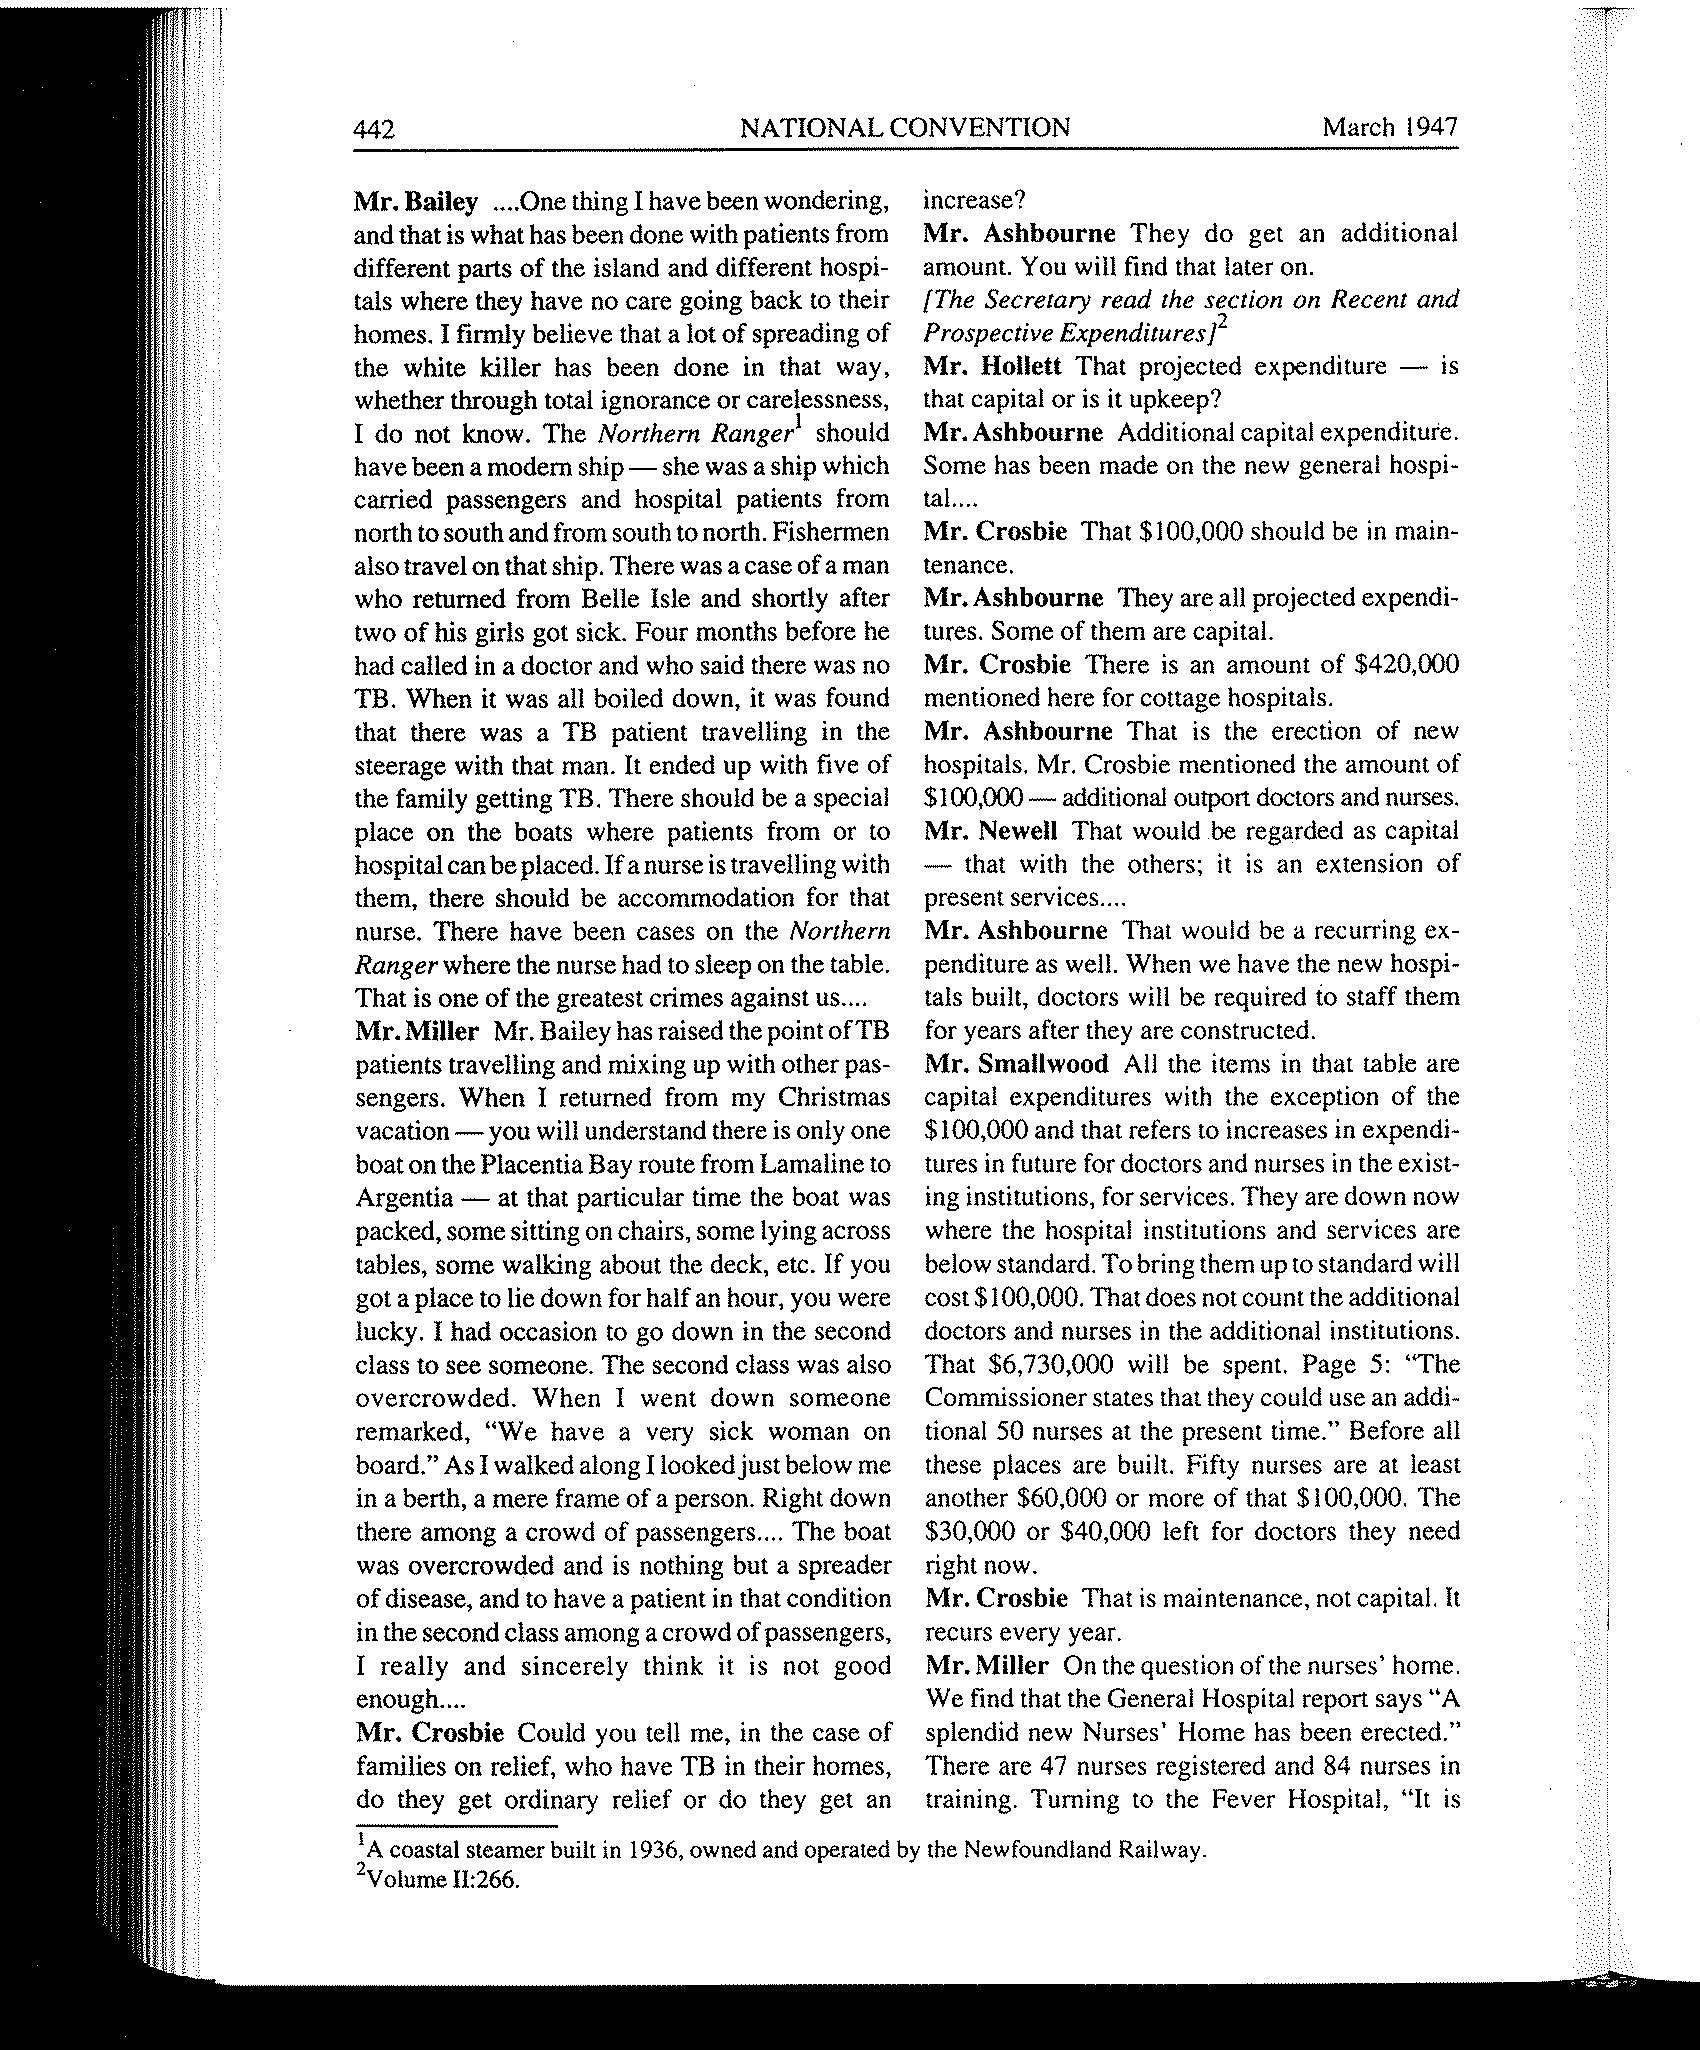 442 NATIONAL CONVENTION March 1947
Mr. Bailey ....One thing I have been wondering,
and that is what has been done with patients from
different parts of the island and different hospi-
tals where they have no care going back to their
homes. I firmly believe that a lot of spreading of
the white killer has been done in that way,
whether through total ignorance or carelessness,
I do not know. The Northern Ranger¹ should
have been a modern ship — she was a ship which
carried passengers and hospital patients from
north to south and from south to north. Fishermen
also travel on that ship. There was a case of a man
who returned from Belle Isle and shortly after
two of his girls got sick. Four months before he
had called in a doctor and who said there was no
TB. When it was all boiled down, it was found
that there was a TB patient travelling in the
steerage with that man. It ended up with five of
the family getting TB. There should be a special
place on the boats where patients from or to
hospital can be placed. If a nurse is travelling with
them, there should be accommodation for that
nurse. There have been cases on the Northern
Ranger where the nurse had to sleep on the table.
That is one of the greatest crimes against us....
Mr. Miller Mr. Bailey has raised the point of TB
patients travelling and mixing up with other pas-
sengers. When I returned from my Christmas
vacation — you will understand there is only one
boat on the Placentia Bay route from Lamaline to
Argentia — at that particular time the boat was
packed, some sitting on chairs, some lying across
tables, some walking about the deck, etc. If you
got a place to lie down for half an hour, you were
lucky. I had occasion to go down in the second
class to see someone. The second class was also
overcrowded. When I went down someone
remarked, “We have a very sick woman on
board.” As I walked along I looked just below me
in a berth, a mere frame of a person. Right down
there among a crowd of passengers.... The boat
was overcrowded and is nothing but a spreader
of disease, and to have a patient in that condition
in the second class among a crowd of passengers,
I really and sincerely think it is not good
enough....
Mr. Crosbie Could you tell me, in the case of
families on relief, who have TB in their homes,
do they get ordinary relief or do they get an
increase?
Mr. Ashbourne They do get an additional
amount. You will find that later on.
[The Secretary read the section on Recent and
Prospective Expenditures]²
Mr. Hollett That projected expenditure — is
that capital or is it upkeep?
Mr. Ashbourne Additional capital expenditure.
Some has been made on the new general hospi-
tal....
Mr. Crosbie That $100,000 should be in main-
tenance.
Mr. Ashbourne They are all projected expendi-
tures. Some of them are capital.
Mr. Crosbie There is an amount of $420,000
mentioned here for cottage hospitals.
Mr. Ashbourne That is the erection of new
hospitals. Mr. Crosbie mentioned the amount of
$100,000 — additional outport doctors and nurses.
Mr. Newell That would be regarded as capital
— that with the others; it is an extension of
present services....
Mr. Ashbourne That would be a recurring ex-
penditure as well. When we have the new hospi-
tals built, doctors will be required to staff them
for years after they are constructed.
Mr. Smallwood All the items in that table are
capital expenditures with the exception of the
$100,000 and that refers to increases in expendi-
tures in future for doctors and nurses in the exist-
ing institutions, for services. They are down now
where the hospital institutions and services are
below standard. To bring them up to standard will
cost $100,000. That does not count the additional
doctors and nurses in the additional institutions.
That $6,730,000 will be spent. Page 5: “The
Commissioner states that they could use an addi-
tional 50 nurses at the present time.” Before all
these places are built. Fifty nurses are at least
another $60,000 or more of that $100,000. The
$30,000 or $40,000 left for doctors they need
right now.
Mr. Crosbie That is maintenance, not capital. It
recurs every year.
Mr. Miller On the question of the nurses' home.
We find that the General Hospital report says “A
splendid new Nurses' Home has been erected.”
There are 47 nurses registered and 84 nurses in
training. Turning to the Fever Hospital, “It is
¹A coastal steamer built in 1936, owned and operated by the Newfoundland Railway.
²Volume II:266.